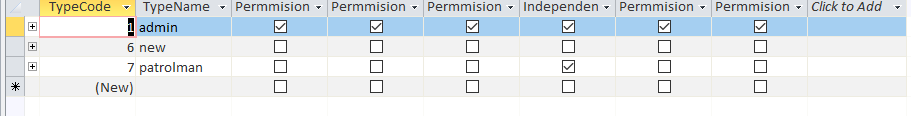 TypeCode TypeName Permmision Permmision Permmision Independen Permmision Permmision Click to Add
1 admin
6 new
7 patrolman
(New)